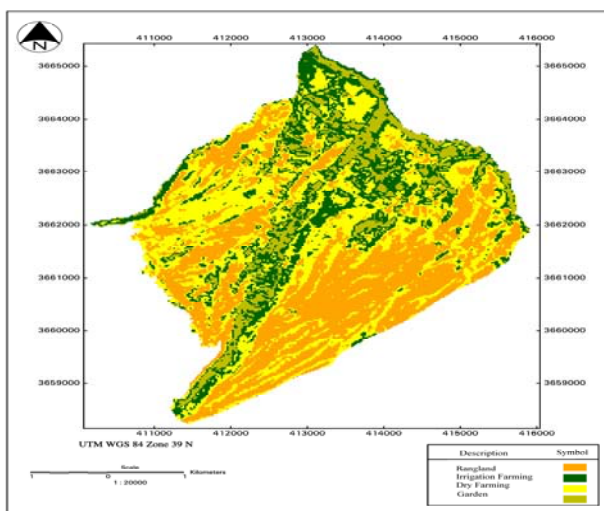 N
411000 412000 413000 414000 415000 416000
3665000 3665000
3664000 3664000
3663000 3663000
3662000 3662000
3661000 3661000
3660000 3660000
3659000 3659000
411000 412000 413000 414000 415000 416000
UTM WGS 84 Zone 39 N
Scale
1 0 1 Kilometers
1 : 20000
Description Symbol
Rangland
Irrigation Farming
Dry Farming
Garden